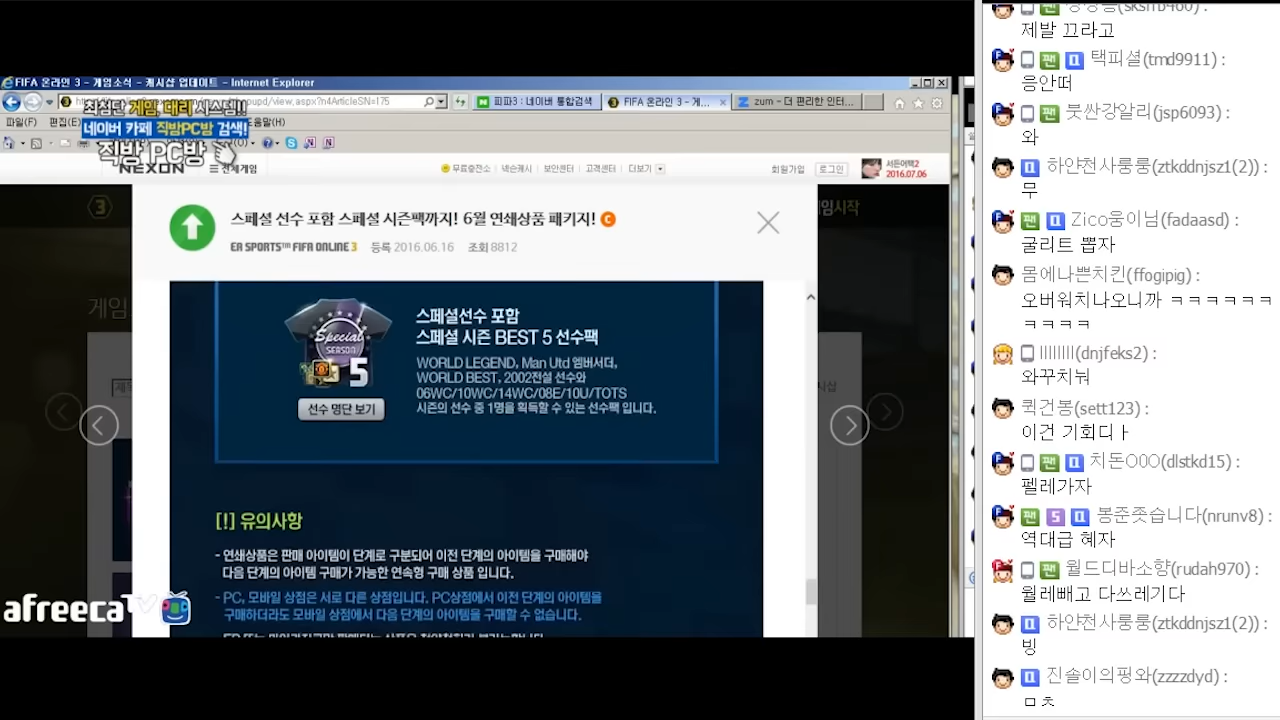 FIFA 온라인 3 - 게임소식 - 캐시샵 업데이트 - Internet Explorer
oupd/view.aspx?n4ArticleSN=175
피파3 : 네이버 통합검색
FIFA 온라인 3 - 게...
zum - 더 편리한 인터...
최첨단 게임 대리 시스템!!
파일(F)
편집(E)
네이버 카페 직방PC방 검색!
직방 PC방
NEXON
전체게임
무료충전소
넥슨캐시
보안센터
고객센터
더보기
회원가입
로그인
서든어택2
2016.07.06
스페셜 선수 포함 스페셜 시즌팩까지! 6월 연쇄상품 패키지!
EA SPORTS™ FIFA ONLINE 3 등록 2016.06.16 조회 8812
게임
Special
SEASON
5
선수 명단 보기
스페셜선수 포함
스페셜 시즌 BEST 5 선수팩
WORLD LEGEND, Man Utd 엠버서더,
WORLD BEST, 2002전설 선수와
06WC/10WC/14WC/08E/10U/TOTS
시즌의 선수 중 1명을 획득할 수 있는 선수팩 입니다.
[!] 유의사항
- 연쇄상품은 판매 아이템이 단계로 구분되어 이전 단계의 아이템을 구매해야
다음 단계의 아이템 구매가 가능한 연속형 구매 상품 입니다.
- PC, 모바일 상점은 서로 다른 상점입니다. PC상점에서 이전 단계의 아이템을
구매하더라도 모바일 상점에서 다음 단계의 아이템을 구매할 수 없습니다.
afreecaTV
제발 끄라고
택피셜(tmd9911) :
응안떠
붓싼강알리(jsp6093) :
와
하얀천사룽룽(ztkddnjsz1(2)) :
무
Zico웅이님(fadaasd) :
굴리트 뽑자
몸에나쁜치킨(ffogipig) :
오버워치나오니까 ㅋㅋㅋㅋㅋㅋ
ㅋㅋㅋㅋ
llllllll(dnjfeks2) :
와꾸치눠
퀵건봉(sett123) :
이건 기회디ㅏ
치돈OOO(dlstkd15) :
펠레가자
봉준좃습니다(nrunv8) :
역대급 혜자
월드디바소향(rudah970) :
월레빼고 다쓰레기다
하얀천사룽룽(ztkddnjsz1(2)) :
빙
진솔이의핑와(zzzzdyd) :
ㅁㅊ